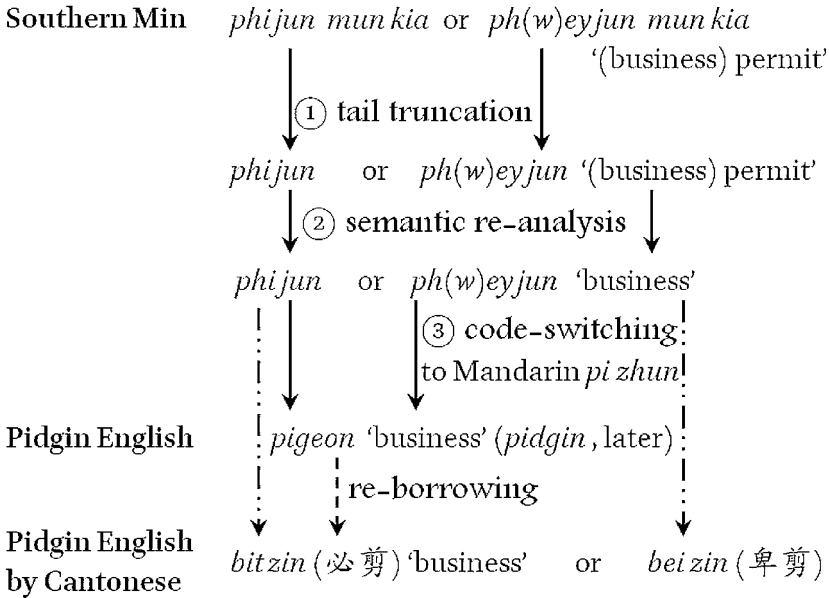 Southern Min phijun mun kia or ph(w)eyjun mun kia
'(business) permit'
① tail truncation
phijun or ph(w)eyjun '(business) permit'
② semantic re-analysis
phijun or ph(w)eyjun 'business'
③ code-switching
to Mandarin pi zhun
Pidgin English pigeon 'business' (pidgin, later)
re-borrowing
Pidgin English
by Cantonese bitzin (必剪) 'business' or beizin (卑剪)